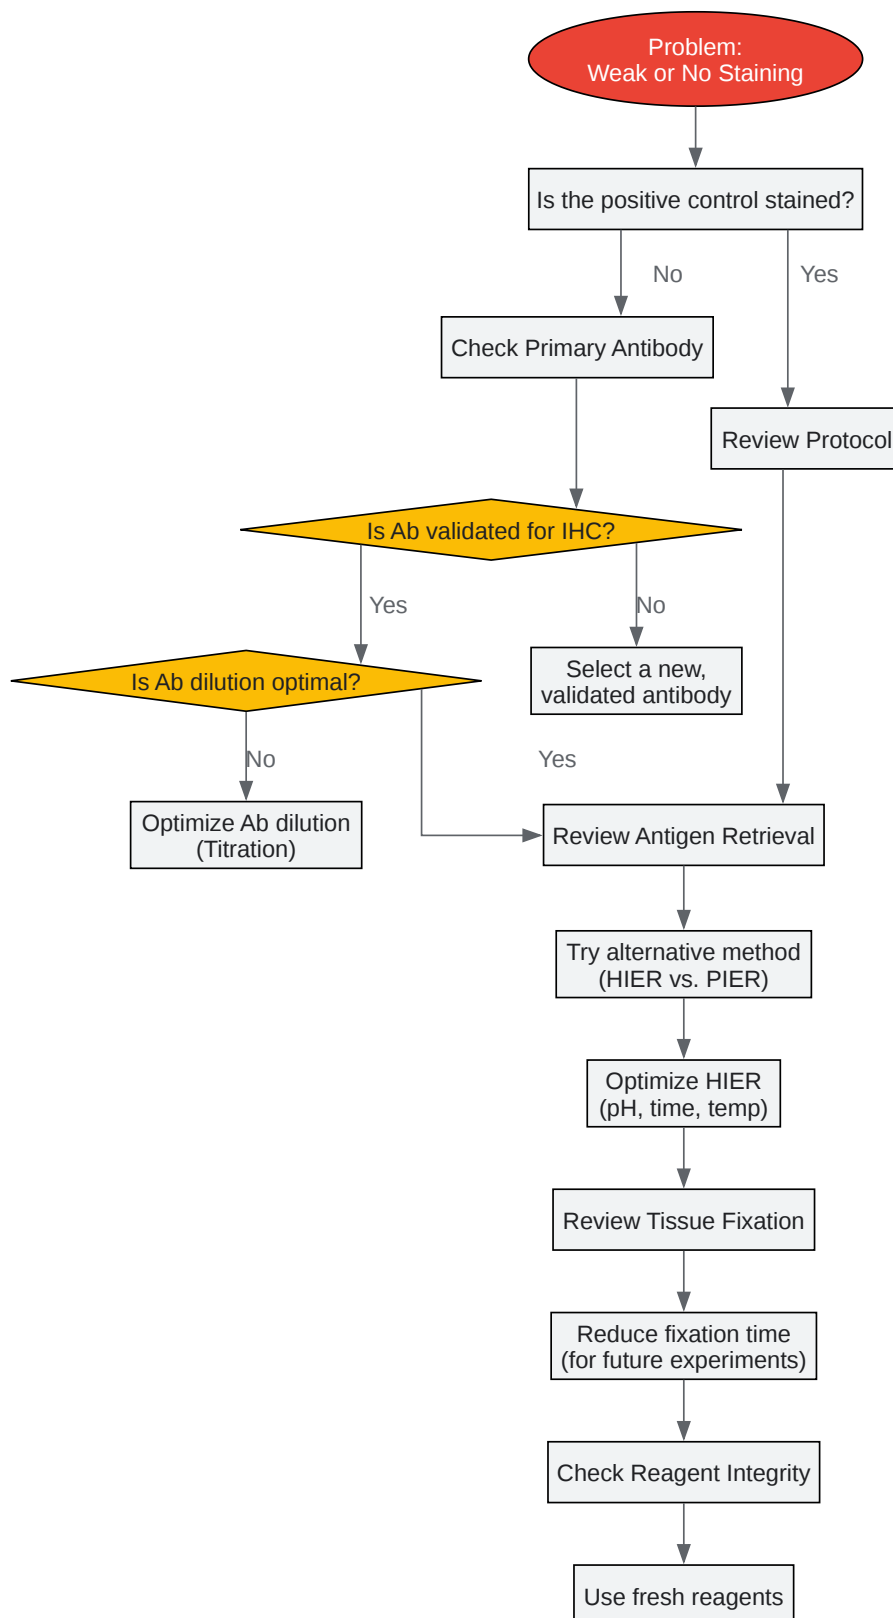 Problem:
Weak or No Staining
Is the positive control stained?
No
Yes
Check Primary Antibody
Review Protocol
Is Ab validated for IHC?
Yes
No
Select a new,
validated antibody
Is Ab dilution optimal?
No
Yes
Optimize Ab dilution
(Titration)
Review Antigen Retrieval
Try alternative method
(HIER vs. PIER)
Optimize HIER
(pH, time, temp)
Review Tissue Fixation
Reduce fixation time
(for future experiments)
Check Reagent Integrity
Use fresh reagents